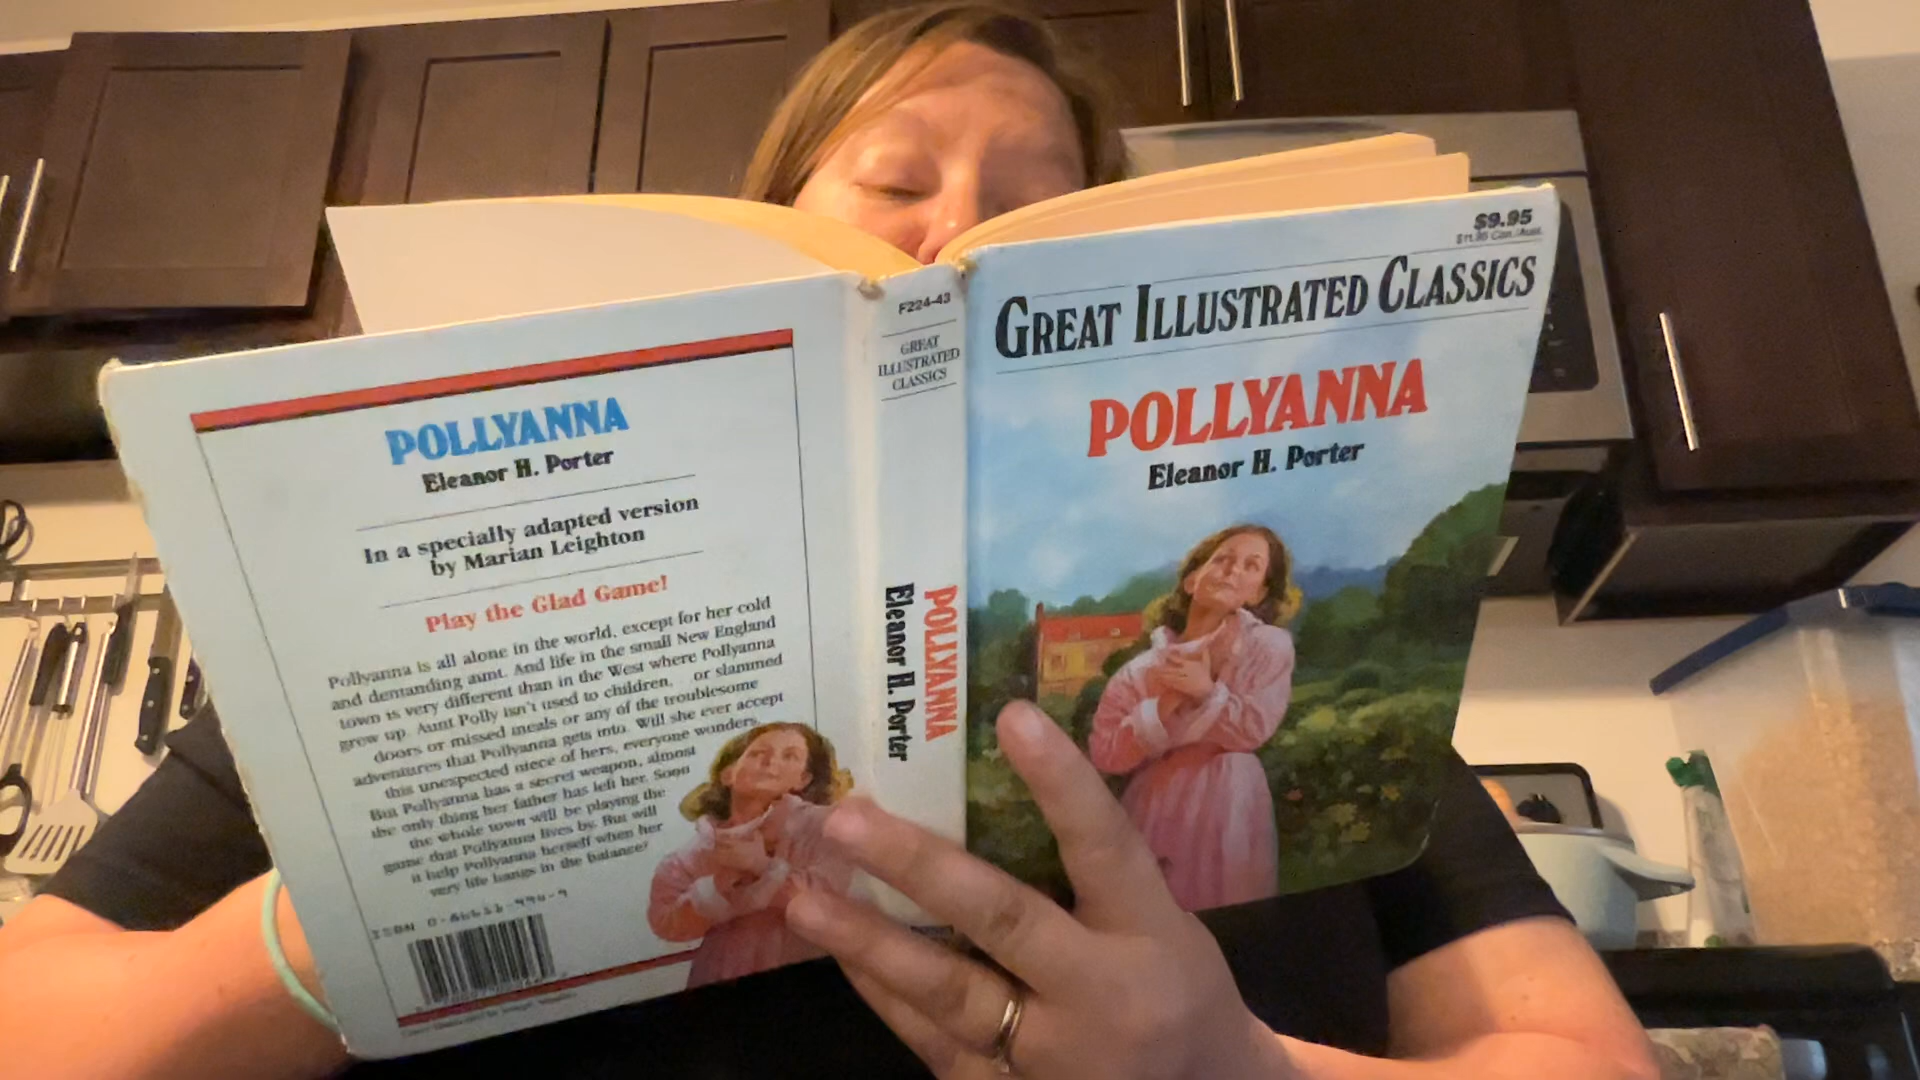 POLLYANNA
Eleanor H. Porter
In a specially adapted version
by Marian Leighton
Play the Glad Game!
Pollyanna is all alone in the world, except for her cold
and demanding aunt. And life in the small New England
town is very different than in the West where Pollyanna
grew up. Aunt Polly isn't used to children, or slammed
doors or missed meals or any of the troublesome
adventures that Pollyanna gets into. Will she ever accept
this unexpected niece of hers, everyone wonders.
But Pollyanna has a secret weapon, almost
the only thing her father has left her. Soon
the whole town will be playing the
game that Pollyanna lives by. But will
it help Pollyanna herself when her
very life hangs in the balance?
ISBN
F224-43
GREAT
ILLUSTRATED
CLASSICS
POLLYANNA
Eleanor H. Porter
$9.95
GREAT ILLUSTRATED CLASSICS
POLLYANNA
Eleanor H. Porter